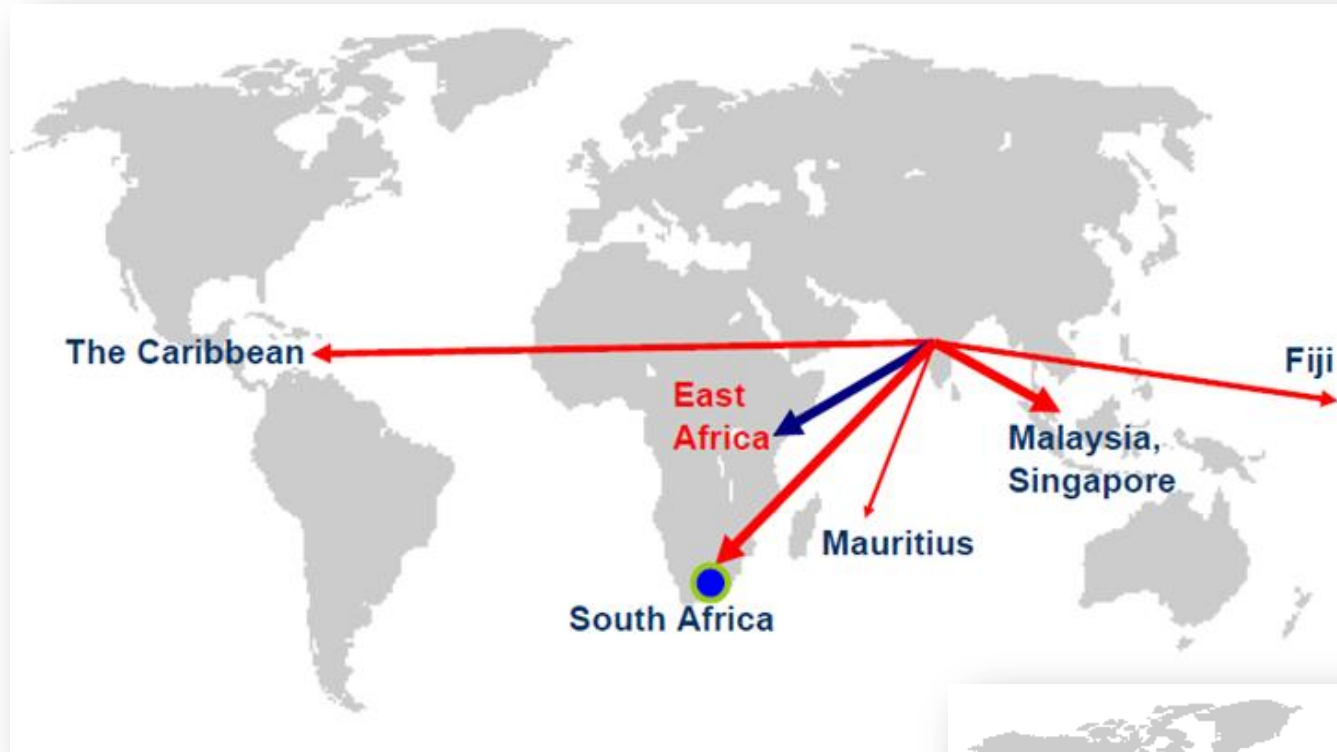 The Caribbean
East
Africa
Fiji
Malaysia,
Singapore
Mauritius
South Africa